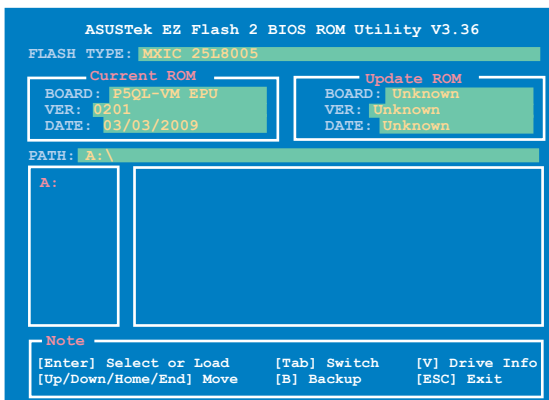 ASUSTek EZ Flash 2 BIOS ROM Utility V3.36
FLASH TYPE: MXIC 25L8005
Current ROM
BOARD: P5QL-VM EPU
VER: 0201
DATE: 03/03/2009
Update ROM
BOARD: Unknown
VER: Unknown
DATE: Unknown
PATH: A:\
A:
Note
[Enter] Select or Load [Tab] Switch [V] Drive Info
[Up/Down/Home/End] Move [B] Backup [ESC] Exit